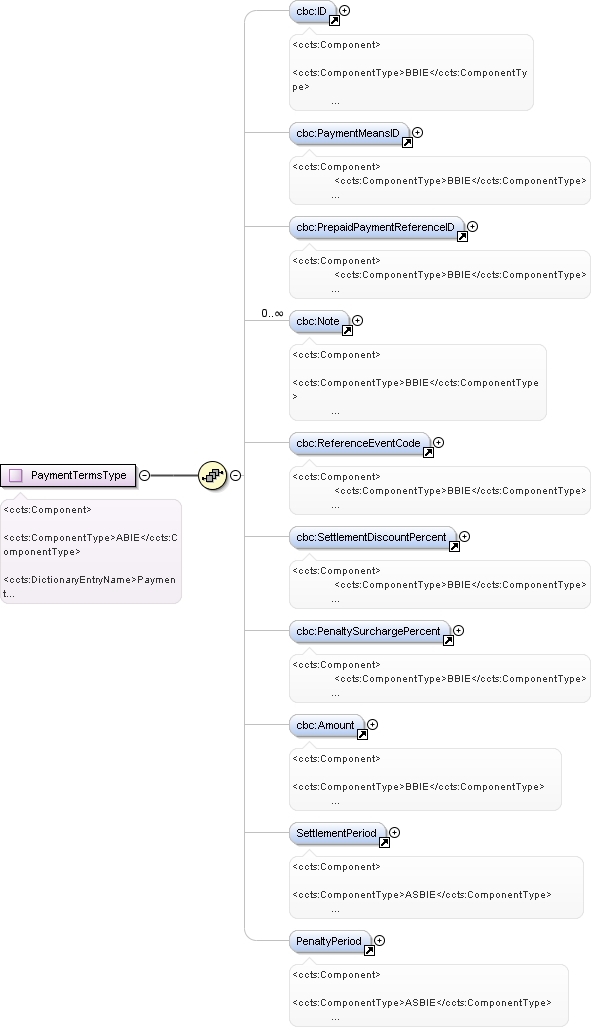 cbc:ID
<ccts:Component>
<ccts:ComponentType>BBIE</ccts:ComponentTy
pe>
...
cbc:PaymentMeansID
<ccts:Component>
<ccts:ComponentType>BBIE</ccts:ComponentType>
...
cbc:PrepaidPaymentReferenceID
<ccts:Component>
<ccts:ComponentType>BBIE</ccts:ComponentType>
...
0..∞
cbc:Note
<ccts:Component>
<ccts:ComponentType>BBIE</ccts:ComponentType
>
...
cbc:ReferenceEventCode
<ccts:Component>
<ccts:ComponentType>BBIE</ccts:ComponentType>
...
PaymentTermsType
<ccts:Component>
<ccts:ComponentType>ABIE</ccts:C
omponentType>
<ccts:DictionaryEntryName>Paymen
t...
cbc:SettlementDiscountPercent
<ccts:Component>
<ccts:ComponentType>BBIE</ccts:ComponentType>
...
cbc:PenaltySurchargePercent
<ccts:Component>
<ccts:ComponentType>BBIE</ccts:ComponentType>
...
cbc:Amount
<ccts:Component>
<ccts:ComponentType>BBIE</ccts:ComponentType>
...
SettlementPeriod
<ccts:Component>
<ccts:ComponentType>ASBIE</ccts:ComponentType>
...
PenaltyPeriod
<ccts:Component>
<ccts:ComponentType>ASBIE</ccts:ComponentType>
...